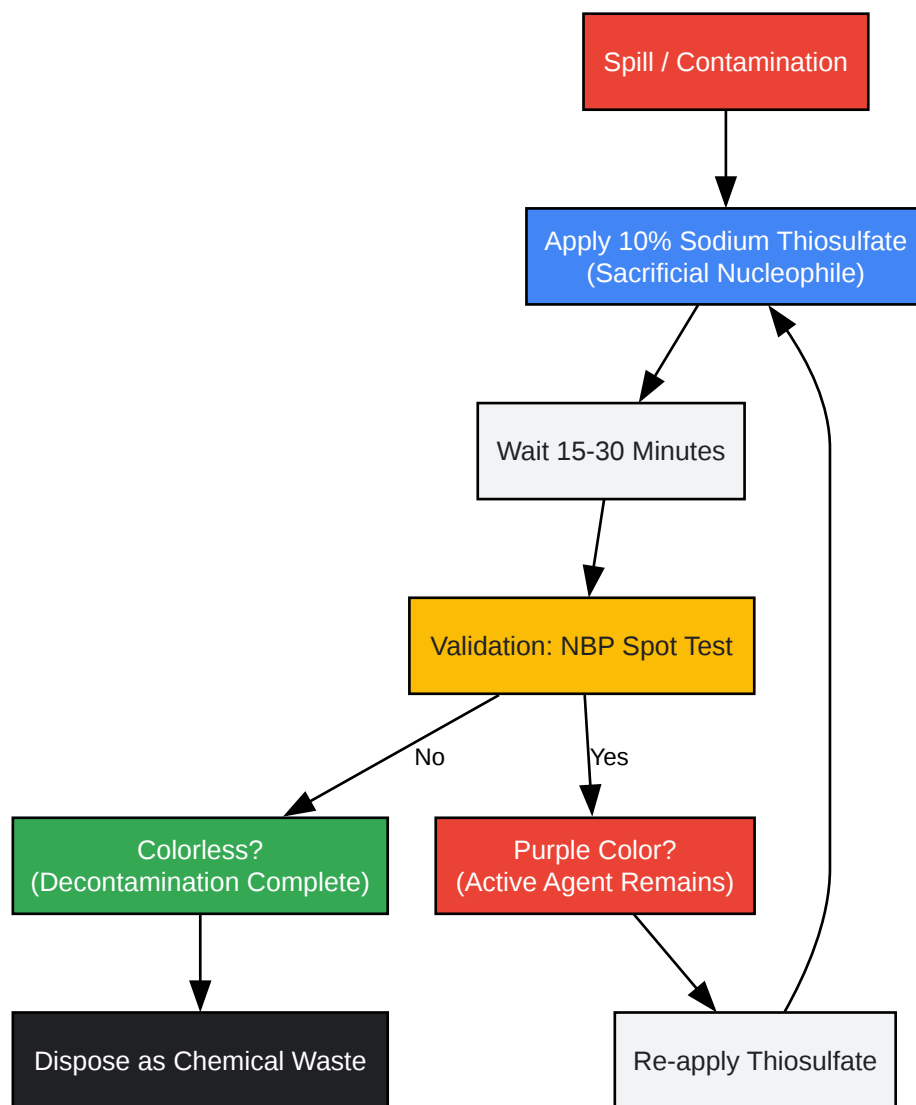 Spill / Contamination
Apply 10% Sodium Thiosulfate
(Sacrificial Nucleophile)
Wait 15-30 Minutes
Validation: NBP Spot Test
No
Yes
Colorless?
(Decontamination Complete)
Purple Color?
(Active Agent Remains)
Dispose as Chemical Waste
Re-apply Thiosulfate